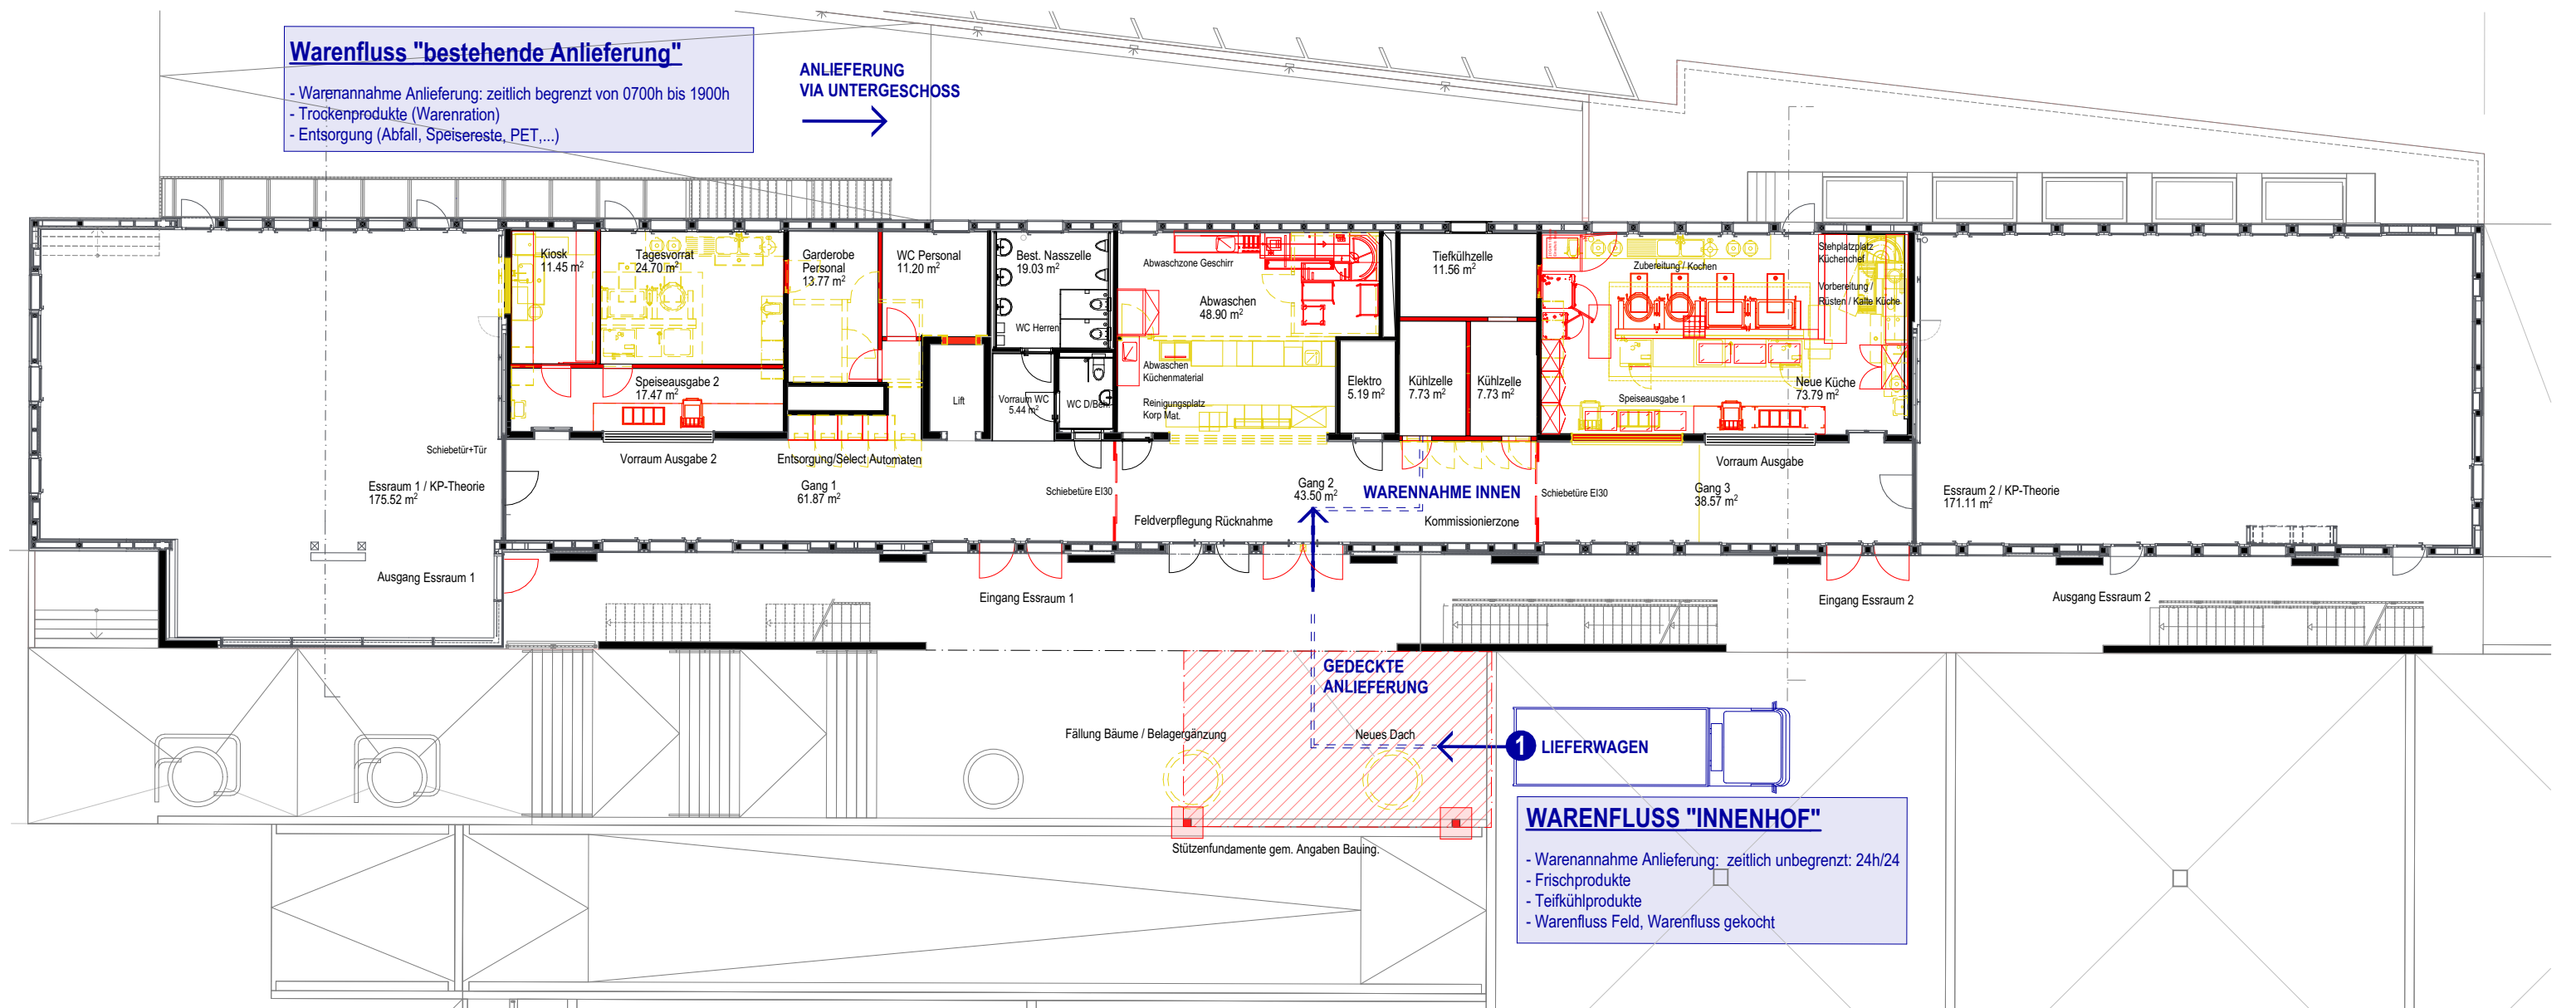 Warenfluss "bestehende Anlieferung"
- Warenannahme Anlieferung: zeitlich begrenzt von 0700h bis 1900h
- Trockenprodukte (Warenration)
- Entsorgung (Abfall, Speisereste, PET,...)
ANLIEFERUNG
VIA UNTERGESCHOSS
Kiosk
11.45 m²
Tagesvorrat
24.70 m²
Garderobe
Personal
13.77 m²
WC Personal
11.20 m²
Best. Nasszelle
19.03 m²
WC Herren
Abwaschzone Geschirr
Abwaschen
48.90 m²
Tiefkühlzelle
11.56 m²
Zubereitung / Kochen
Stehplatzplatz
Küchenchef
Vorbereitung /
Rüsten / Kalte Küche
Speiseausgabe 2
17.47 m²
Lift
Vorraum WC
5.44 m²
WC D/Beh.
Abwaschen
Küchenmaterial
Reinigungsplatz
Korp Mat.
Elektro
5.19 m²
Kühlzelle
7.73 m²
Kühlzelle
7.73 m²
Speiseausgabe 1
Neue Küche
73.79 m²
Schiebetür+Tür
Vorraum Ausgabe 2
Entsorgung/Select Automaten
Vorraum Ausgabe
Essraum 1 / KP-Theorie
175.52 m²
Gang 1
61.87 m²
Schiebetüre EI30
Gang 2
43.50 m²
WARENNAHME INNEN
Schiebetüre EI30
Gang 3
38.57 m²
Essraum 2 / KP-Theorie
171.11 m²
Feldverpflegung Rücknahme
Kommissionierzone
Ausgang Essraum 1
Eingang Essraum 1
Eingang Essraum 2
Ausgang Essraum 2
GEDECKTE
ANLIEFERUNG
Fällung Bäume / Belagergänzung
Neues Dach
1 LIEFERWAGEN
Stützenfundamente gem. Angaben Bauing.
WARENFLUSS "INNENHOF"
- Warenannahme Anlieferung:  zeitlich unbegrenzt: 24h/24
- Frischprodukte
- Teifkühlprodukte
- Warenfluss Feld, Warenfluss gekocht